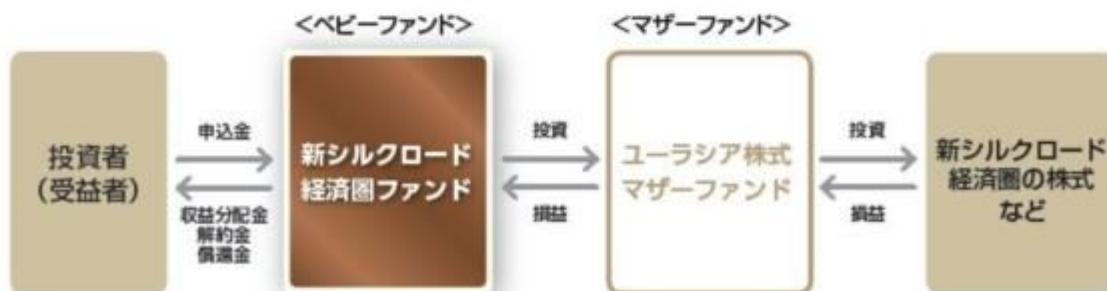 <ベビーファンド>
<マザーファンド>
投資者
(受益者)
申込金
収益分配金
解約金
償還金
新シルクロード
経済圏ファンド
投資
損益
ユーラシア株式
マザーファンド
投資
損益
新シルクロード
経済圏の株式
など